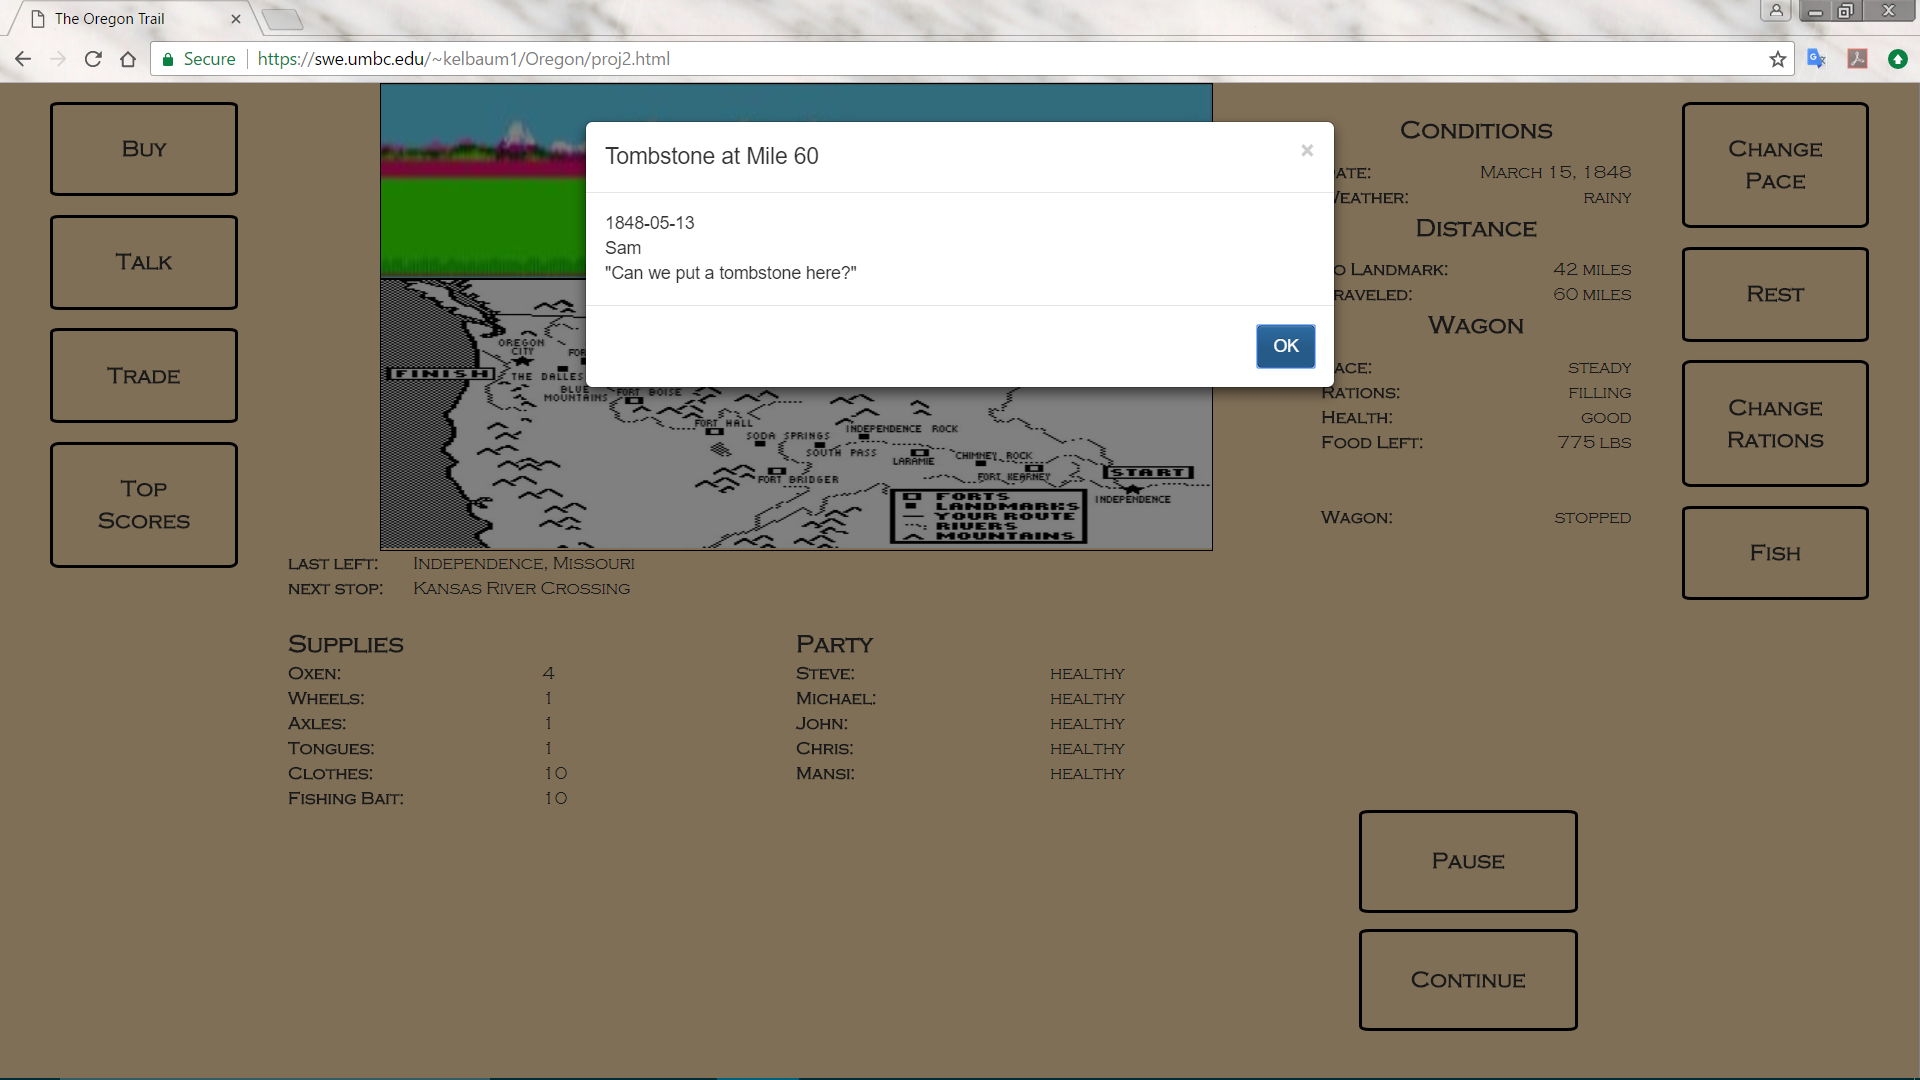 The Oregon Trail
Secure
https://swe.umbc.edu/~kelbaum1/Oregon/proj2.html
Buy
Talk
Trade
Top
Scores
Tombstone at Mile 60
×
1848-05-13
Sam
"Can we put a tombstone here?"
OK
OREGON
CITY
FOR
FINISH
THE DALLES
BLUE
MOUNTAINS
FORT BOISE
FORT HALL
SODA SPRINGS
INDEPENDENCE ROCK
SOUTH PASS
LARAMIE
CHIMNEY ROCK
FORT BRIDGER
FORT KEARNEY
START
INDEPENDENCE
FORTS
LANDMARKS
YOUR ROUTE
RIVERS
MOUNTAINS
last left: Independence, Missouri
next stop: Kansas River Crossing
Supplies
Oxen: 4
Wheels: 1
Axles: 1
Tongues: 1
Clothes: 10
Fishing Bait: 10
Party
Steve: healthy
Michael: healthy
John: healthy
Chris: healthy
Mansi: healthy
Conditions
ate: March 15, 1848
eather: rainy
Distance
o Landmark: 42 miles
raveled: 60 miles
Wagon
ace: steady
Rations: filling
Health: good
Food Left: 775 lbs
Wagon: stopped
Change
Pace
Rest
Change
Rations
Fish
Pause
Continue